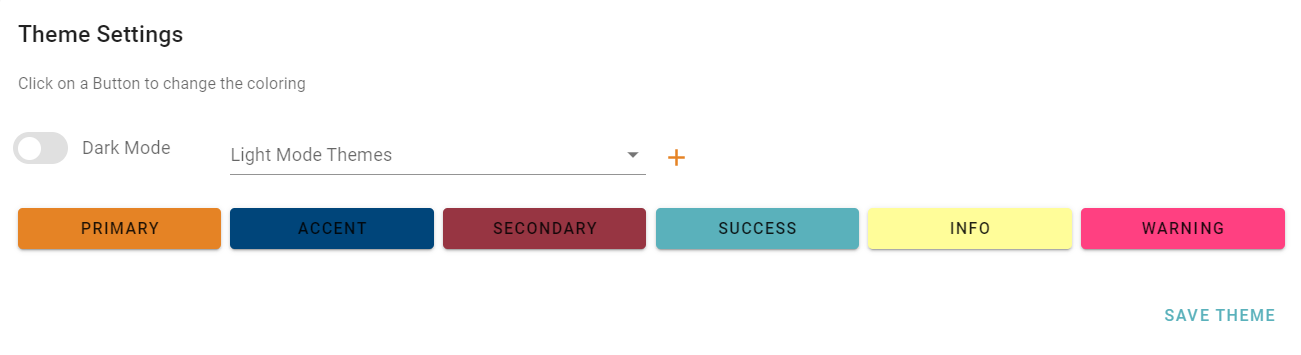 Theme Settings
Click on a Button to change the coloring
Dark Mode
Light Mode Themes
PRIMARY
ACCENT
SECONDARY
SUCCESS
INFO
WARNING
SAVE THEME